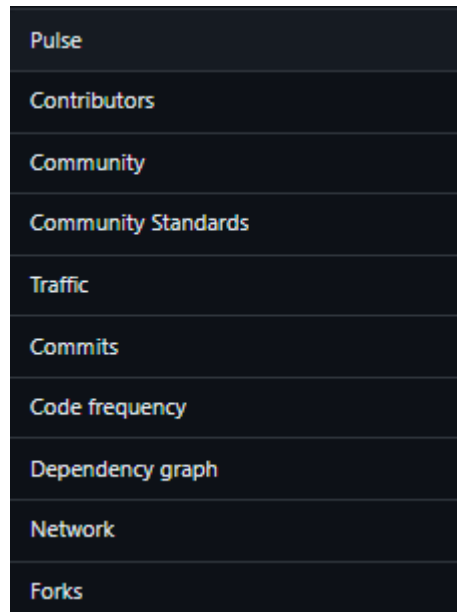 Pulse
Contributors
Community
Community Standards
Traffic
Commits
Code frequency
Dependency graph
Network
Forks